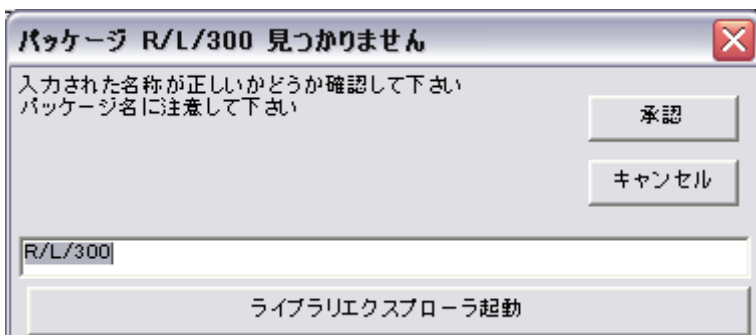 パッケージ R/L/300 見つかりません
入力された名称が正しいかどうか確認して下さい
パッケージ名に注意して下さい
承認
キャンセル
R/L/300
ライブラリエクスプローラ起動